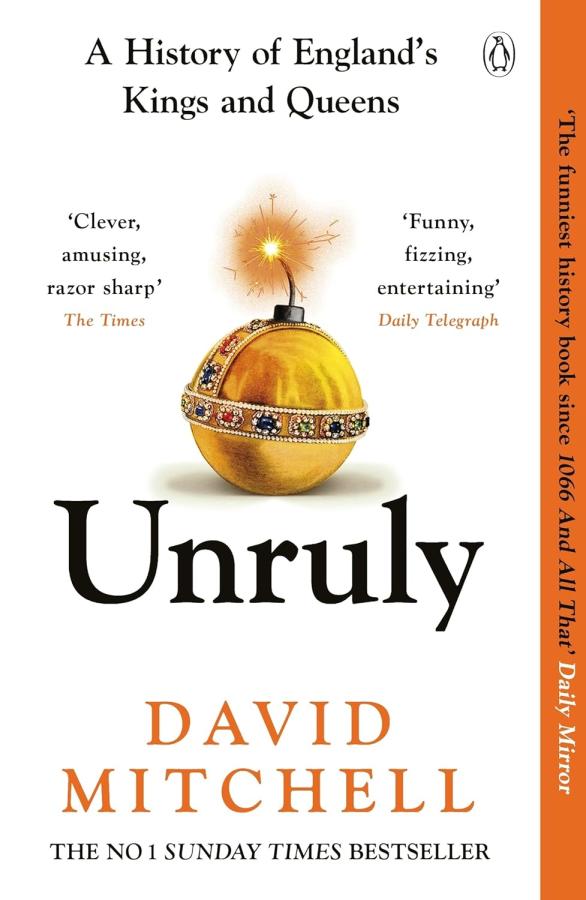 A History of England's
Kings and Queens
‘Clever,
amusing,
razor sharp’
The Times
‘Funny,
fizzing,
entertaining’
Daily Telegraph
Unruly
DAVID
MITCHELL
THE NO 1 SUNDAY TIMES BESTSELLER
‘The funniest history book since 1066 And All That’ Daily Mirror